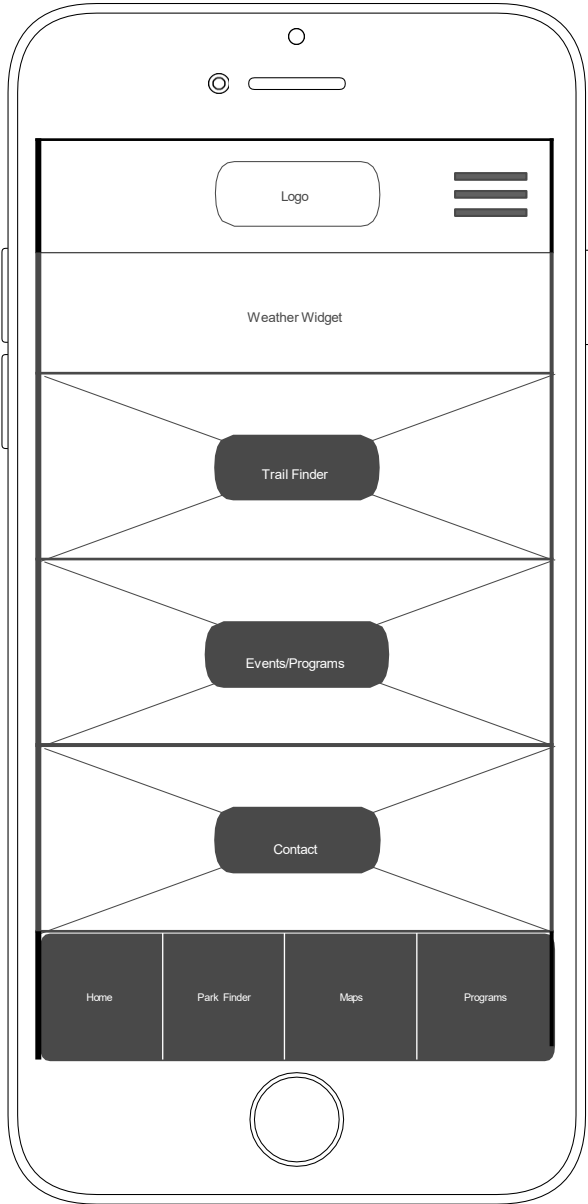 Logo
Weather Widget
Trail Finder
Events/Programs
Contact
Home
Park Finder
Maps
Programs